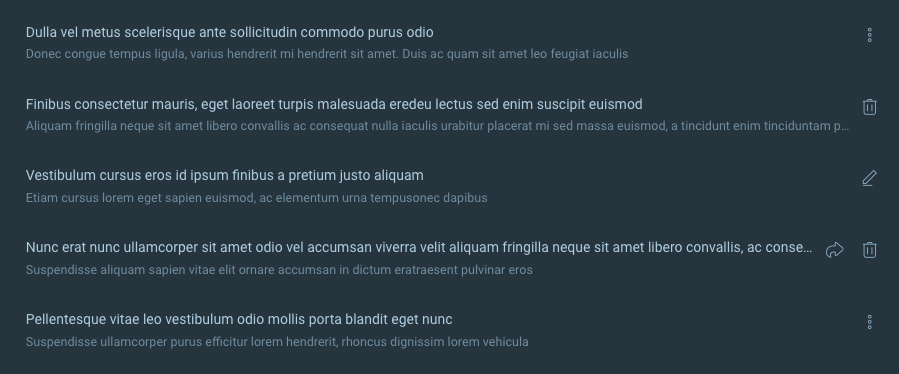 Dulla vel metus scelerisque ante sollicitudin commodo purus odio
Donec congue tempus ligula, varius hendrerit mi hendrerit sit amet. Duis ac quam sit amet leo feugiat iaculis
Finibus consectetur mauris, eget laoreet turpis malesuada eredeu lectus sed enim suscipit euismod
Aliquam fringilla neque sit amet libero convallis ac consequat nulla iaculis urabitur placerat mi sed massa euismod, a tincidunt enim tinciduntam p...
Vestibulum cursus eros id ipsum finibus a pretium justo aliquam
Etiam cursus lorem eget sapien euismod, ac elementum urna tempusonec dapibus
Nunc erat nunc ullamcorper sit amet odio vel accumsan viverra velit aliquam fringilla neque sit amet libero convallis, ac conse...
Suspendisse aliquam sapien vitae elit ornare accumsan in dictum eratraesent pulvinar eros
Pellentesque vitae leo vestibulum odio mollis porta blandit eget nunc
Suspendisse ullamcorper purus efficitur lorem hendrerit, rhoncus dignissim lorem vehicula